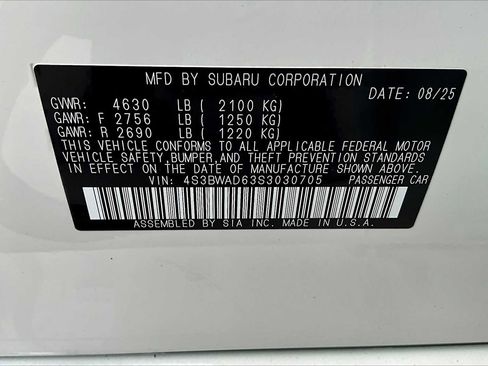 MFD BY SUBARU CORPORATION
DATE: 08/25
GVWR: 4630 LB ( 2100 KG)
GAWR: F 2756 LB ( 1250 KG)
GAWR: R 2690 LB ( 1220 KG)
THIS VEHICLE CONFORMS TO ALL APPLICABLE FEDERAL MOTOR
VEHICLE SAFETY, BUMPER, AND THEFT PREVENTION STANDARDS
IN EFFECT ON THE DATE OF MANUFACTURE SHOWN ABOVE.
VIN: 4S3BWAD63S3030705 PASSENGER CAR
ASSEMBLED BY SIA INC. MADE IN U.S.A.